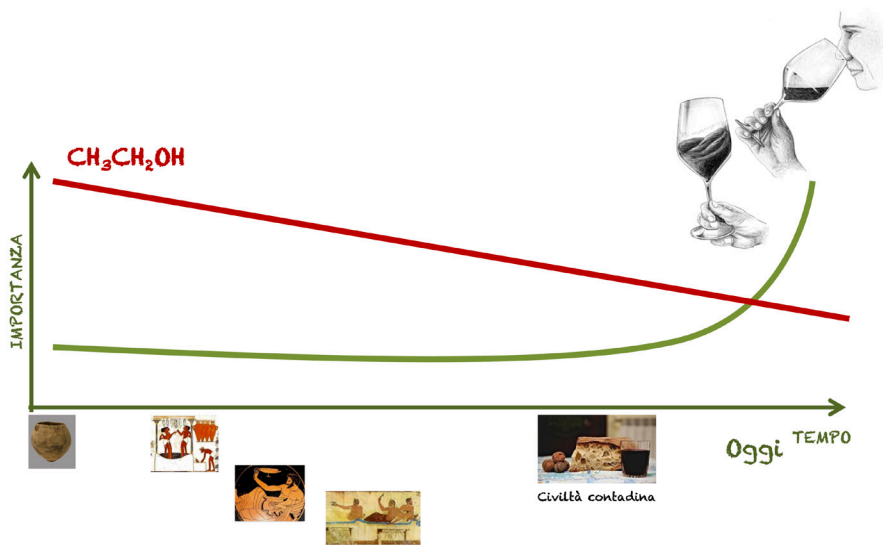 CH₃CH₂OH
IMPORTANZA
Oggi
TEMPO
Civiltà contadina